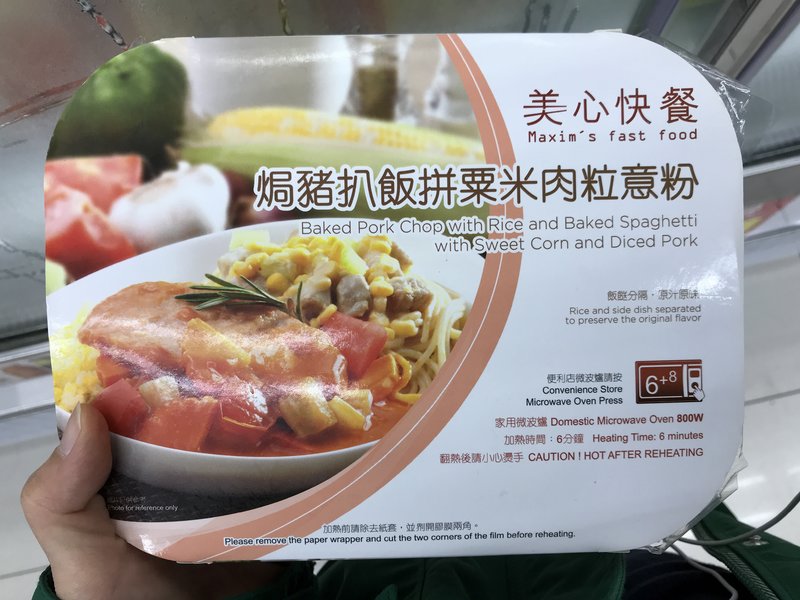 美心快餐
Maxim's fast food
焗豬扒飯拼粟米肉粒意粉
Baked Pork Chop with Rice and Baked Spaghetti
with Sweet Corn and Diced Pork
飯餸分隔，原汁原味
Rice and side dish separated
to preserve the original flavor
便利店微波爐請按
Convenience Store
Microwave Oven Press
6+8
家用微波爐 Domestic Microwave Oven 800W
加熱時間：6分鐘 Heating Time: 6 minutes
翻熱後請小心燙手 CAUTION ! HOT AFTER REHEATING
Photo for reference only
加熱前請除去紙套，並剪開膠膜兩角。
Please remove the paper wrapper and cut the two corners of the film before reheating.